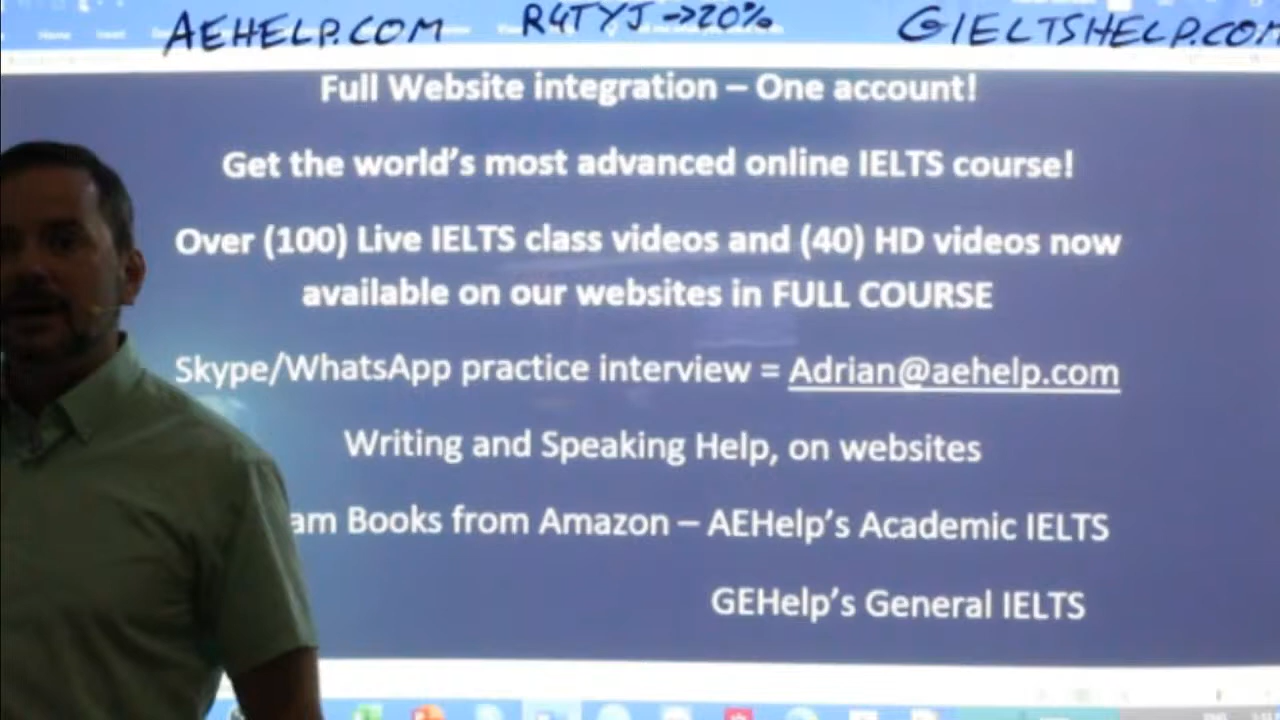 AEHELP.COM R4TYJ->20% GIELTSHELP.COM
Home Insert
Full Website integration – One account!
Get the world's most advanced online IELTS course!
Over (100) Live IELTS class videos and (40) HD videos now
available on our websites in FULL COURSE
Skype/WhatsApp practice interview = Adrian@aehelp.com
Writing and Speaking Help, on websites
am Books from Amazon – AEHelp's Academic IELTS
GEHelp's General IELTS